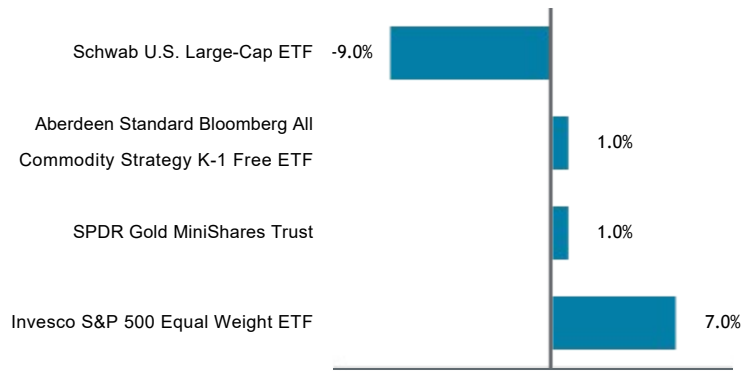 Schwab U.S. Large-Cap ETF -9.0%
Aberdeen Standard Bloomberg All
Commodity Strategy K-1 Free ETF
1.0%
SPDR Gold MiniShares Trust 1.0%
Invesco S&P 500 Equal Weight ETF 7.0%